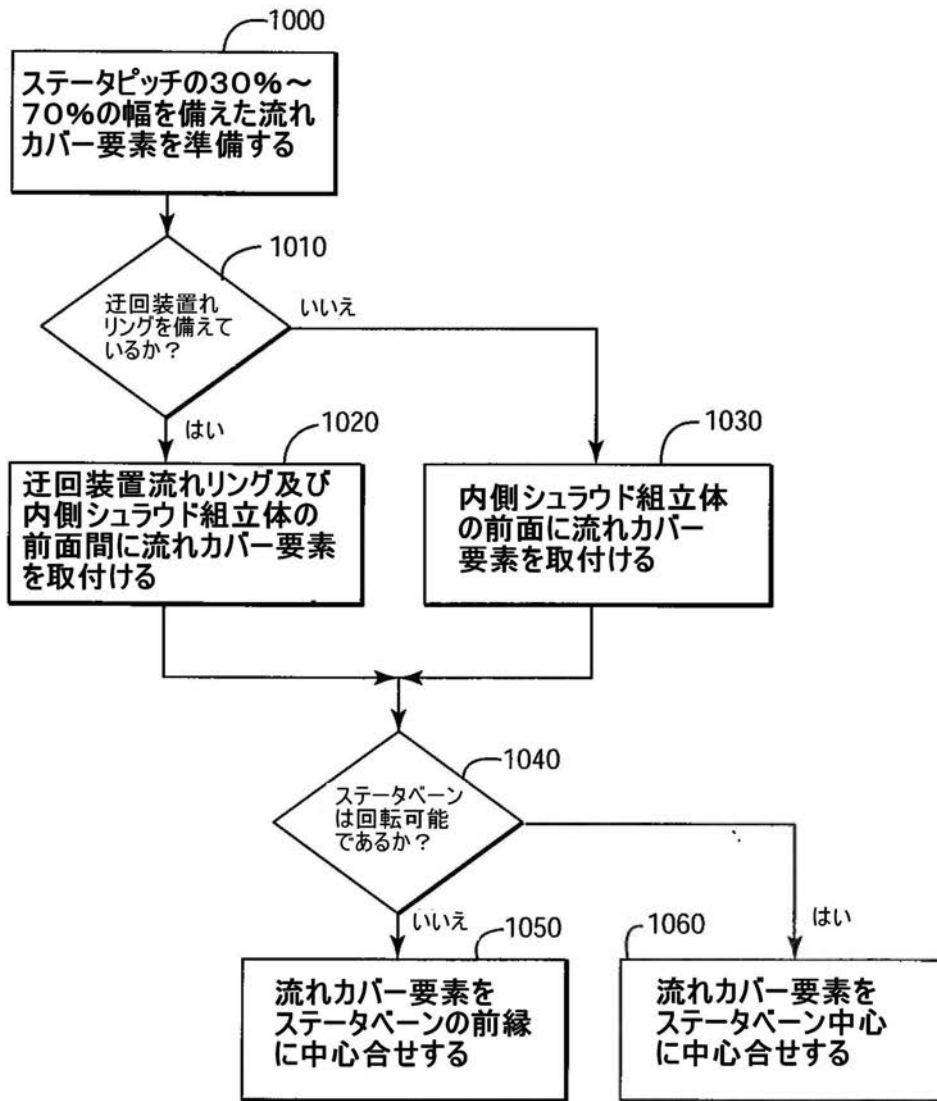 1000
ステータピッチの30%～
70%の幅を備えた流れ
カバー要素を準備する
1010
迂回装置れ
リングを備えて
いるか？
いいえ
はい
1020
迂回装置流れリング及び
内側シュラウド組立体の
前面間に流れカバー要素
を取付ける
1030
内側シュラウド組立体
の前面に流れカバー
要素を取付ける
1040
ステータベーン
は回転可能
であるか？
いいえ
はい
1050
流れカバー要素を
ステータベーンの前縁
に中心合せする
1060
流れカバー要素を
ステータベーン中心
に中心合せする